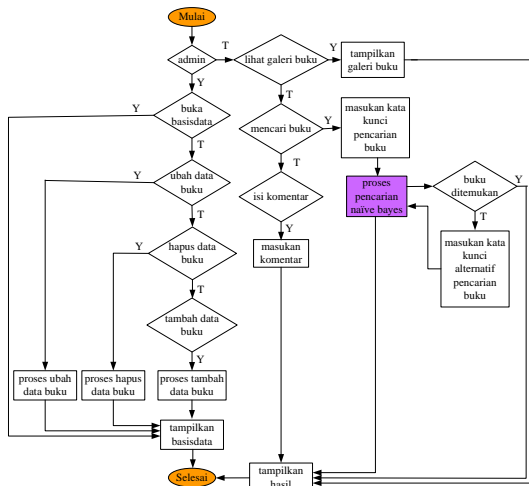 Mulai
admin
T
lihat galeri buku
Y
tampilkan
galeri buku
Y
T
Y
buka
basisdata
mencari buku
Y
masukan kata
kunci
pencarian
buku
T
T
Y
ubah data
buku
isi komentar
proses
pencarian
naïve bayes
buku
ditemukan
Y
T
Y
T
Y
hapus data
buku
masukan
komentar
masukan kata
kunci
alternatif
pencarian
buku
T
tambah data
buku
Y
proses ubah
data buku
proses hapus
data buku
proses tambah
data buku
tampilkan
basisdata
Selesai
tampilkan
hasil